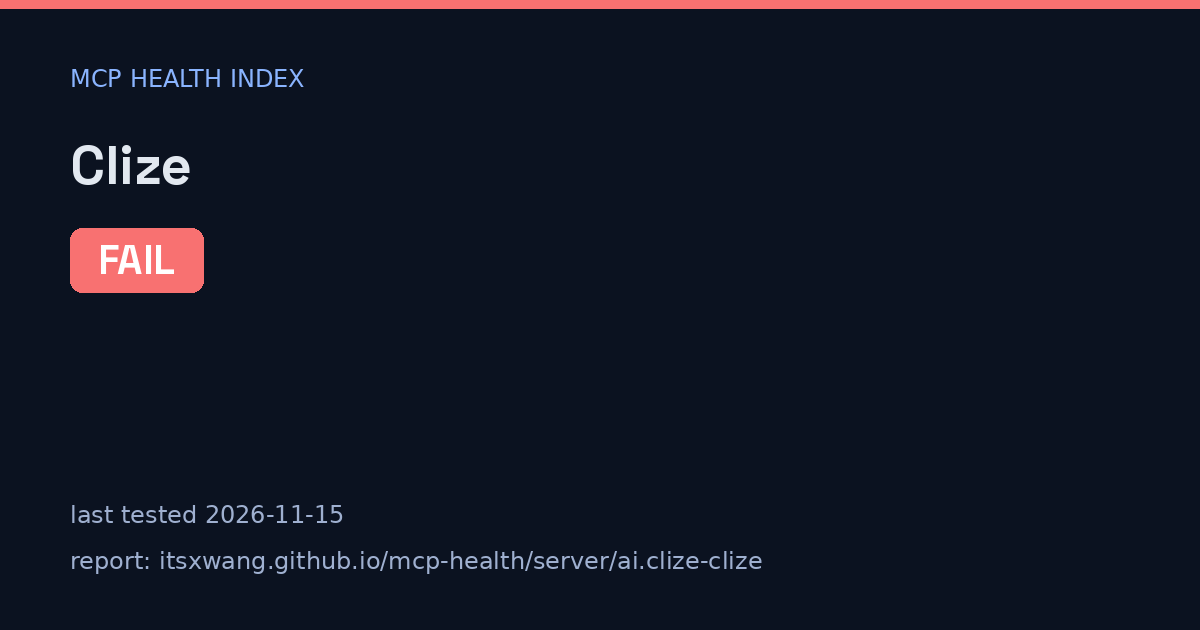 MCP HEALTH INDEX
Clize
FAIL
last tested 2026-11-15
report: itsxwang.github.io/mcp-health/server/ai.clize-clize